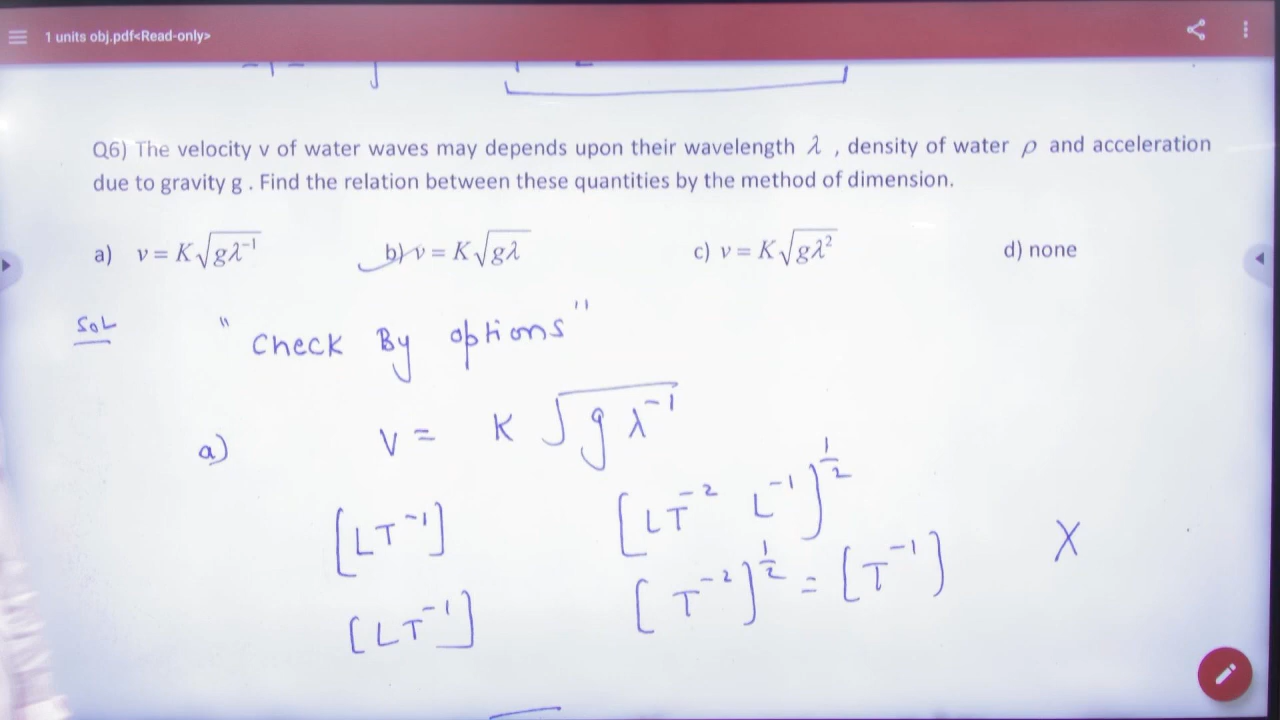 1 units obj.pdf<Read-only>
Q6) The velocity v of water waves may depends upon their wavelength λ , density of water ρ and acceleration
due to gravity g . Find the relation between these quantities by the method of dimension.
a) v = K√gλ⁻¹ b) v = K√gλ c) v = K√gλ² d) none
SOL " Check By options "
a) V = K √g λ⁻¹
[LT⁻¹] [LT⁻² L⁻¹]^½
[LT⁻¹] [T⁻²]^½ = [T⁻¹] X